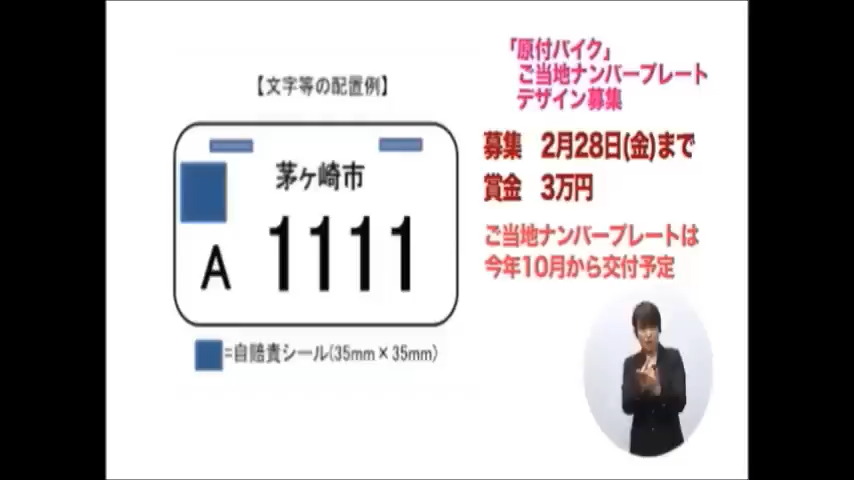 【文字等の配置例】
茅ヶ崎市
A 1111
=自賠責シール(35mm×35mm)
「原付バイク」
ご当地ナンバープレート
デザイン募集
募集 2月28日(金)まで
賞金 3万円
ご当地ナンバープレートは
今年10月から交付予定